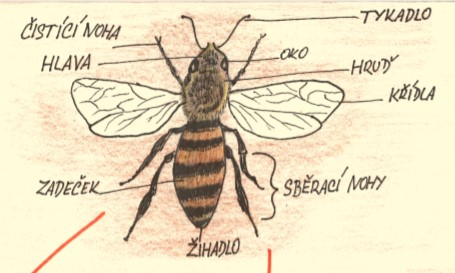 ČISTÍCÍ NOHA
TYKADLO
HLAVA
OKO
HRUĎ
KŘÍDLA
ZADEČEK
SBĚRACÍ NOHY
ŽIHADLO